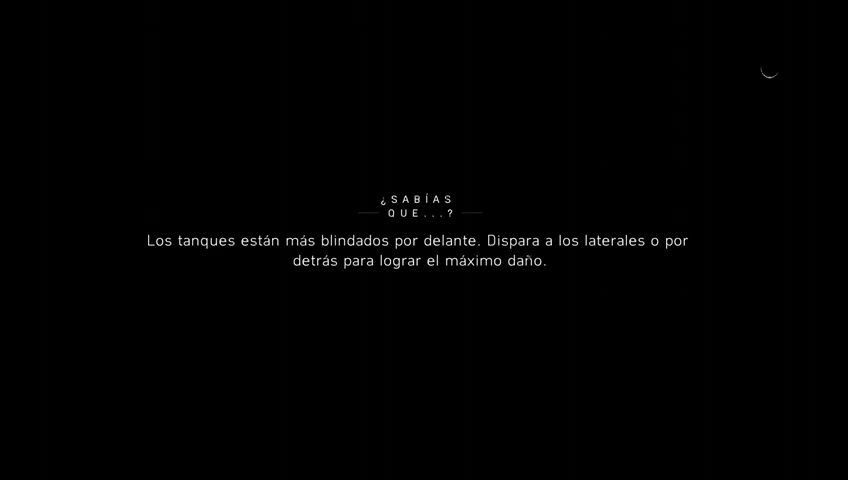 ¿SABÍAS
QUE...?
Los tanques están más blindados por delante. Dispara a los laterales o por
detrás para lograr el máximo daño.